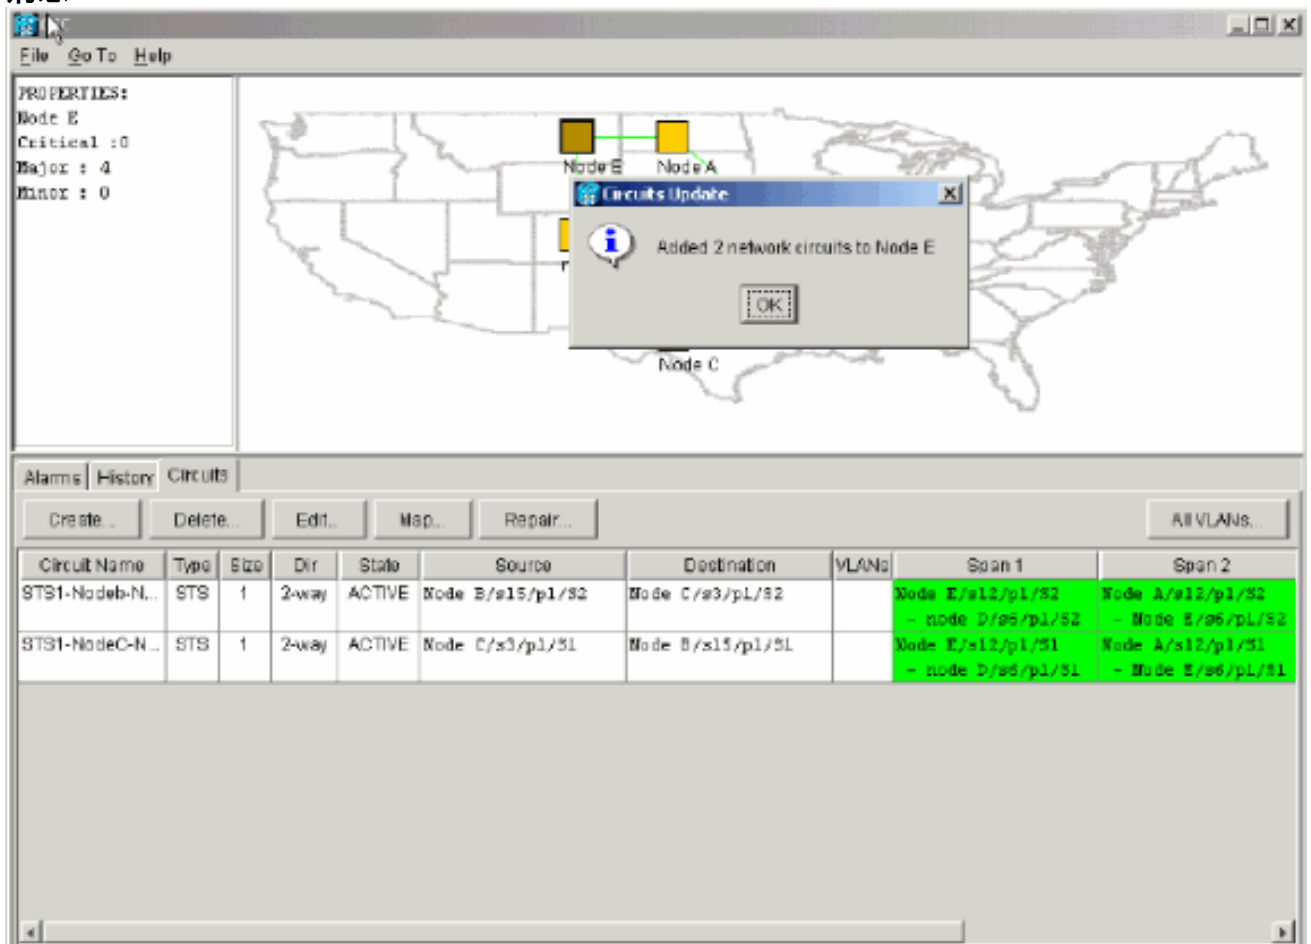 File Go To Help
PROPERTIES:
Node E
Critical :0
Major : 4
Minor : 0
Node E
Node A
Circuits Update
Added 2 network circuits to Node E
OK
Node C
Alarms History Circuits
Create... Delete... Edit... Map... Repair... All VLANs...
Circuit Name Type Size Dir State Source Destination VLANs Span 1 Span 2
STS1-Nodeb-N... STS 1 2-way ACTIVE Node B/s15/p1/S2 Node C/s3/p1/S2 Node E/s12/p1/S2 Node A/s12/p1/S2
- node D/s6/p1/S2 - Node E/s6/p1/S2
STS1-NodeC-N... STS 1 2-way ACTIVE Node C/s3/p1/S1 Node B/s15/p1/S1 Node E/s12/p1/S1 Node A/s12/p1/S1
- node D/s6/p1/S1 - Node E/s6/p1/S1